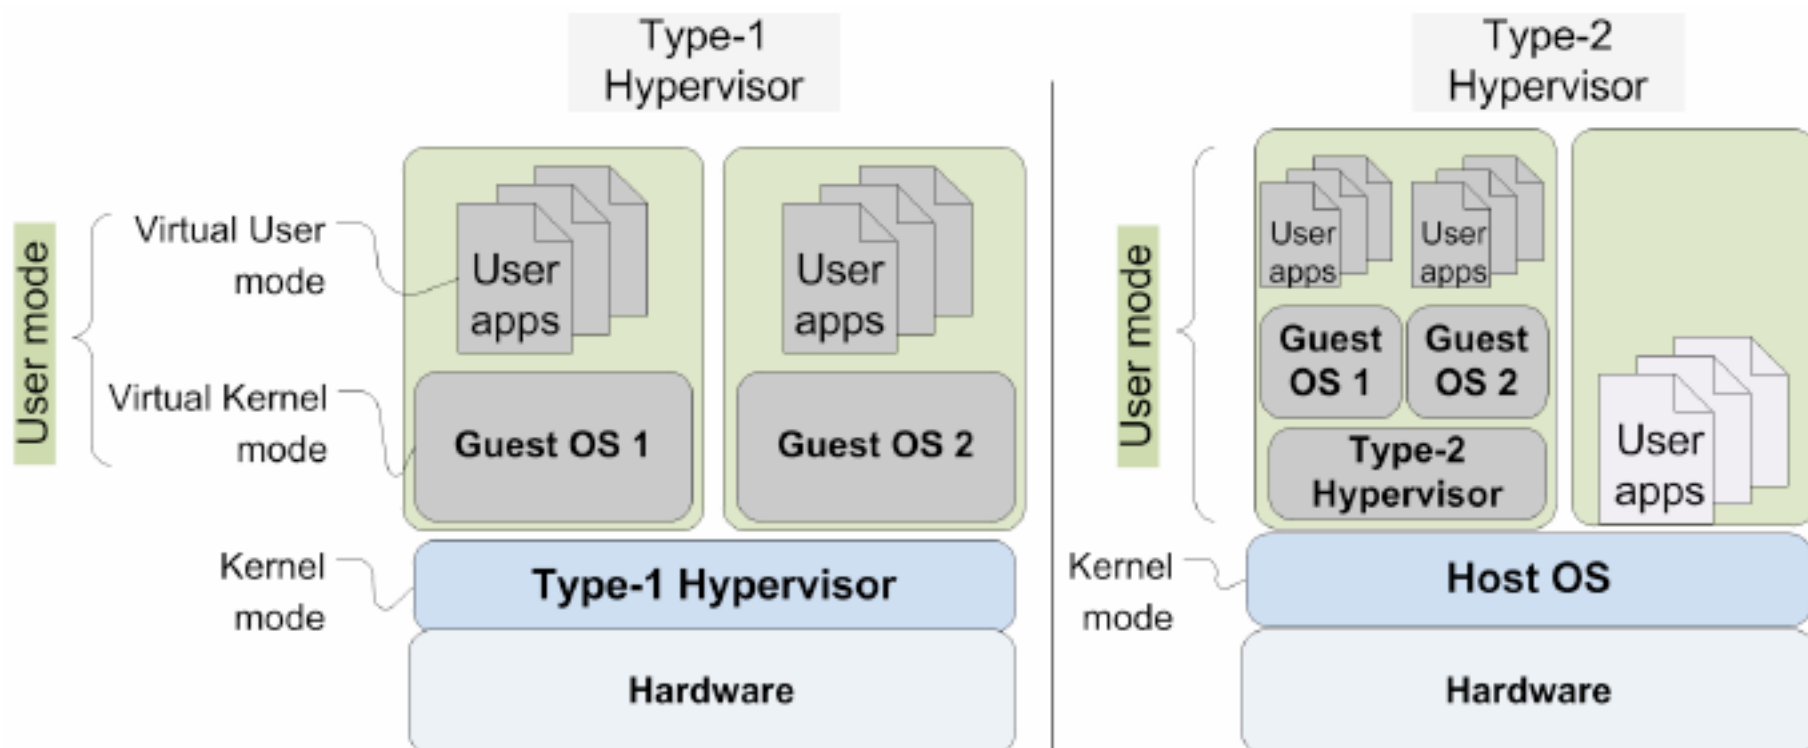 Type-1
Hypervisor
User mode
Virtual User
mode
User
apps
User
apps
Virtual Kernel
mode
Guest OS 1
Guest OS 2
Kernel
mode
Type-1 Hypervisor
Hardware
Type-2
Hypervisor
User mode
User
apps
User
apps
Guest
OS 1
Guest
OS 2
Type-2
Hypervisor
User
apps
Kernel
mode
Host OS
Hardware